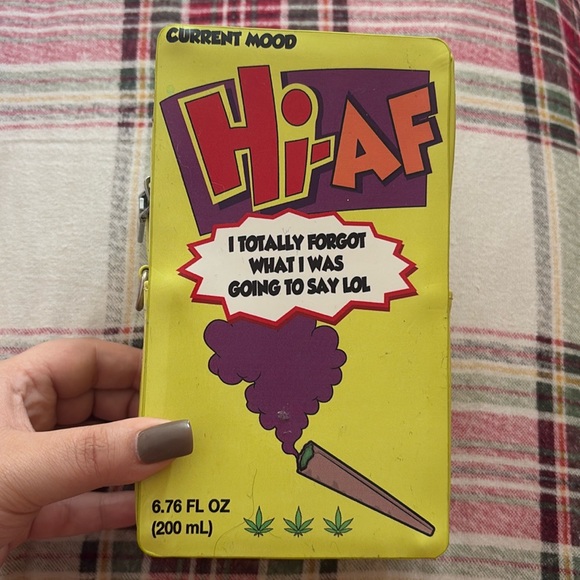 CURRENT MOOD
Hi-AF
I TOTALLY FORGOT
WHAT I WAS
GOING TO SAY LOL
6.76 FL OZ
(200 mL)